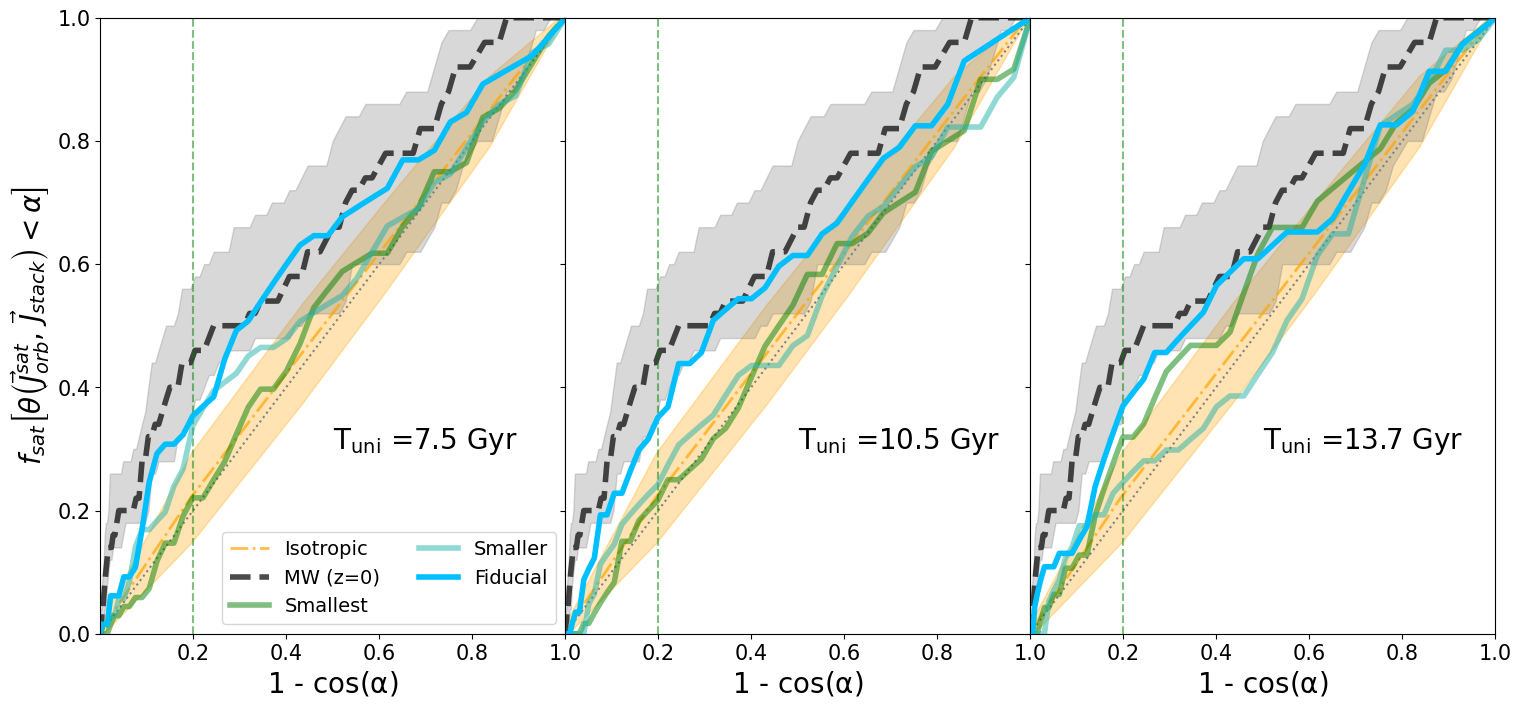 f_sat [θ(J⃗_orb^sat, J⃗_stack) < α]
1.0
0.8
0.6
0.4
0.2
0.0
T_uni =7.5 Gyr
T_uni =10.5 Gyr
T_uni =13.7 Gyr
Isotropic
MW (z=0)
Smallest
Smaller
Fiducial
0.2 0.4 0.6 0.8 1.0 0.2 0.4 0.6 0.8 1.0 0.2 0.4 0.6 0.8 1.0
1 - cos(α) 1 - cos(α) 1 - cos(α)